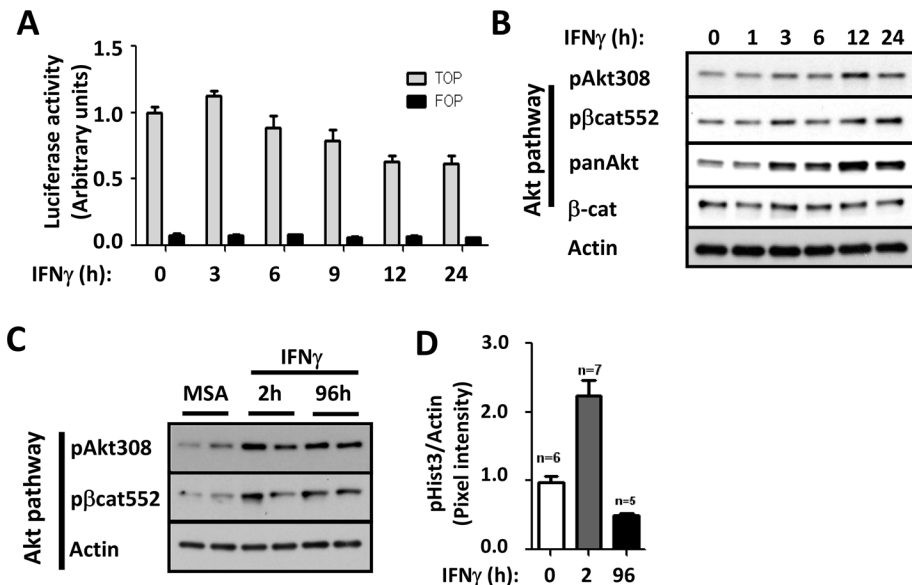 A
Luciferase activity
(Arbitrary units)
1.5
1.0
0.5
0.0
TOP
FOP
IFNγ (h): 0 3 6 9 12 24
B
IFNγ (h): 0 1 3 6 12 24
Akt pathway
pAkt308
pβcat552
panAkt
β-cat
Actin
C
IFNγ
MSA 2h 96h
Akt pathway
pAkt308
pβcat552
Actin
D
pHist3/Actin
(Pixel intensity)
3.0
2.0
1.0
0.0
n=6
n=7
n=5
IFNγ (h): 0 2 96